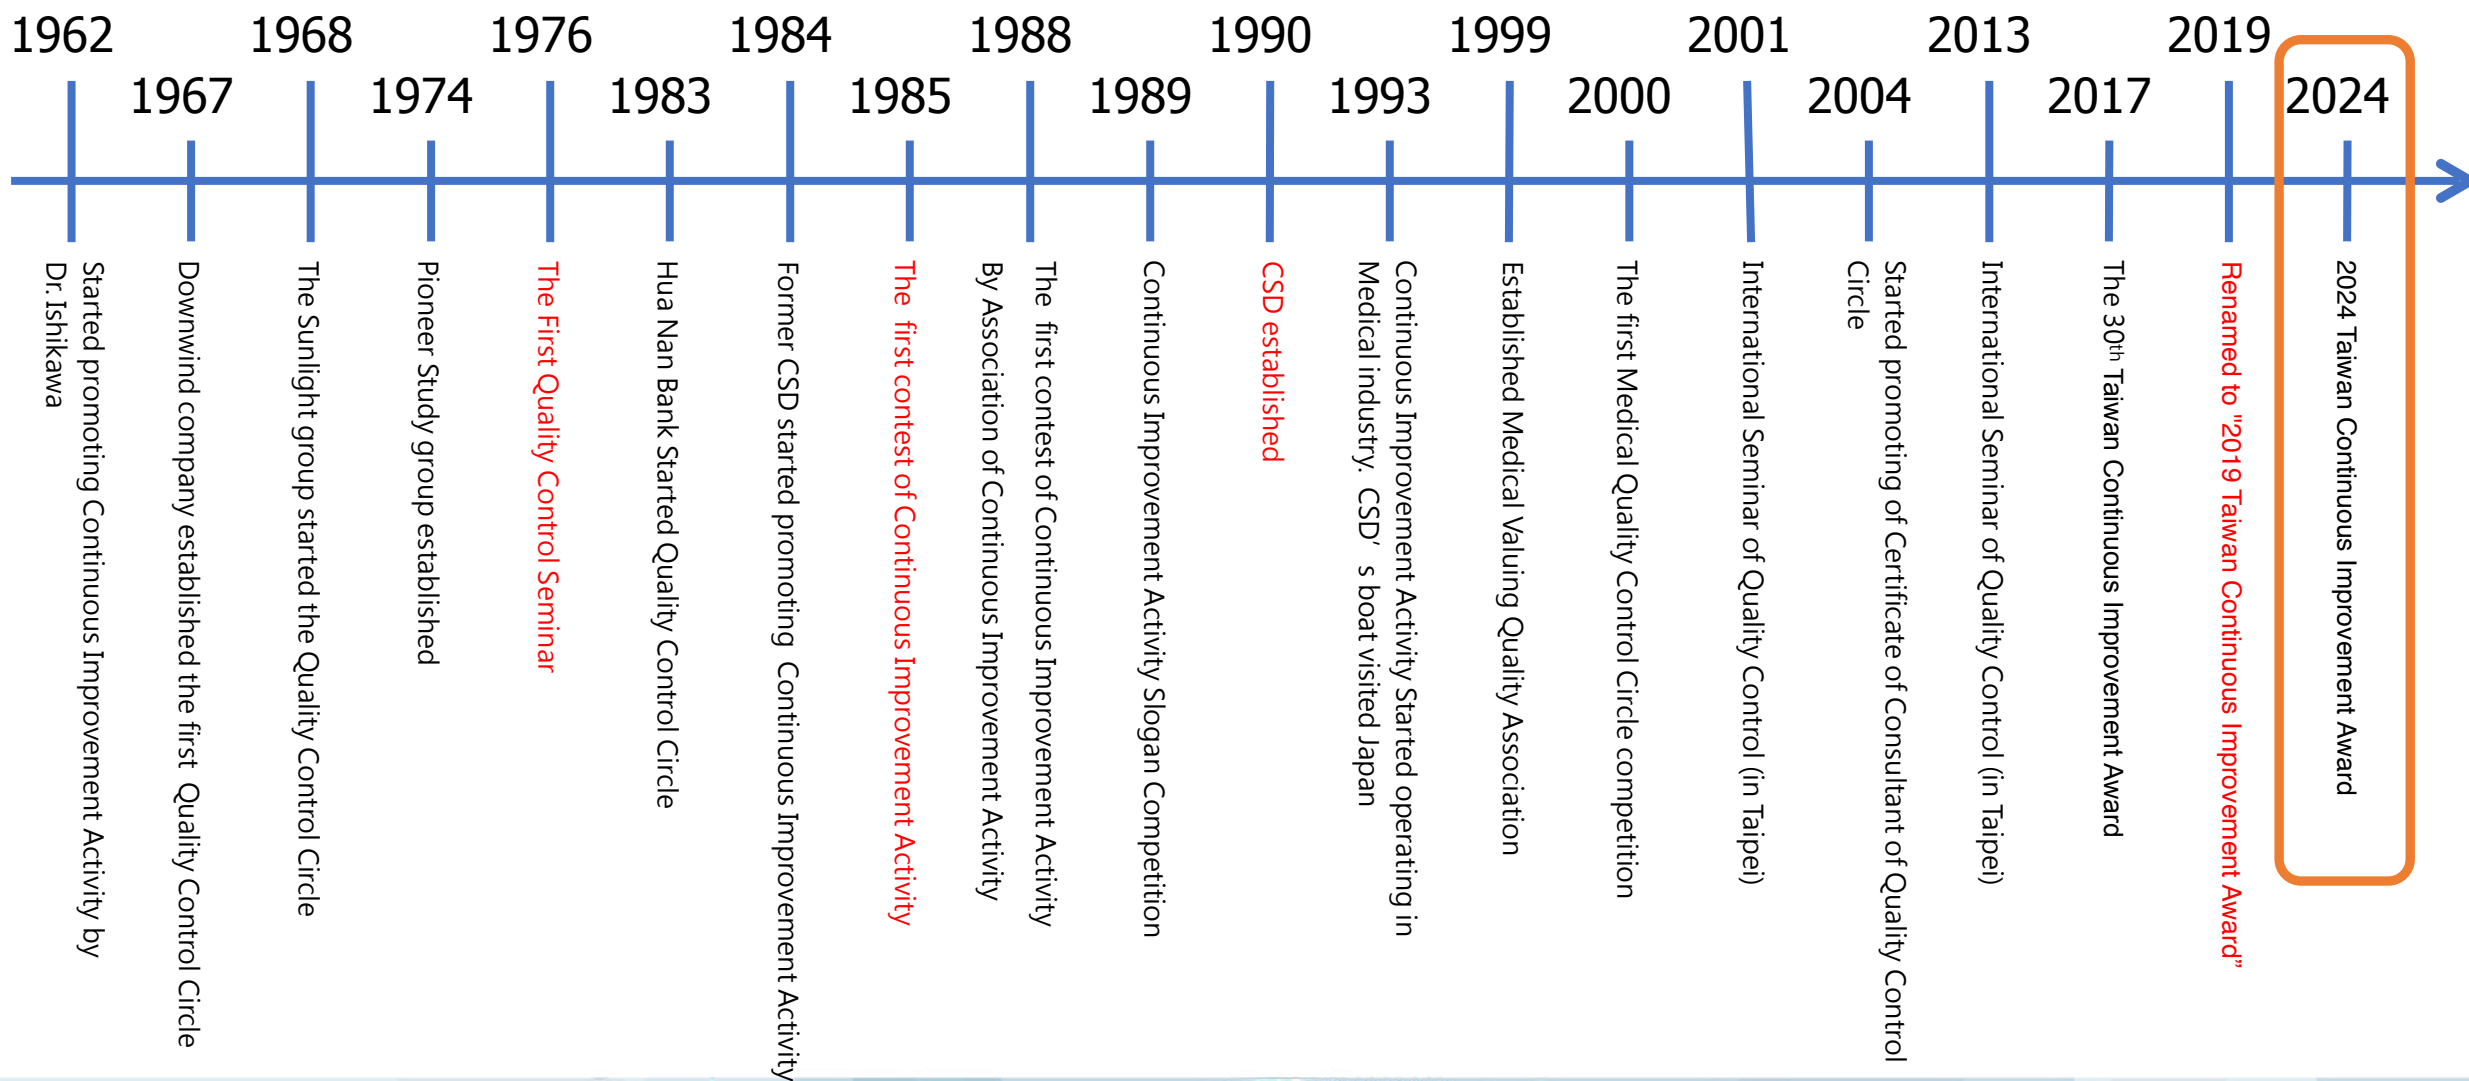 1962
Started promoting Continuous Improvement Activity by
Dr. Ishikawa
1967
Downwind company established the first Quality Control Circle
1968
The Sunlight group started the Quality Control Circle
1974
Pioneer Study group established
1976
The First Quality Control Seminar
1983
Hua Nan Bank Started Quality Control Circle
1984
Former CSD started promoting Continuous Improvement Activity
1985
The first contest of Continuous Improvement Activity
1988
The first contest of Continuous Improvement Activity
By Association of Continuous Improvement Activity
1989
Continuous Improvement Activity Slogan Competition
1990
CSD established
1993
Continuous Improvement Activity Started operating in
Medical industry. CSD’s boat visited Japan
1999
Established Medical Valuing Quality Association
2000
The first Medical Quality Control Circle competition
2001
International Seminar of Quality Control (in Taipei)
2004
Started promoting of Certificate of Consultant of Quality Control
Circle
2013
International Seminar of Quality Control (in Taipei)
2017
The 30th Taiwan Continuous Improvement Award
2019
Renamed to "2019 Taiwan Continuous Improvement Award”
2024
2024 Taiwan Continuous Improvement Award